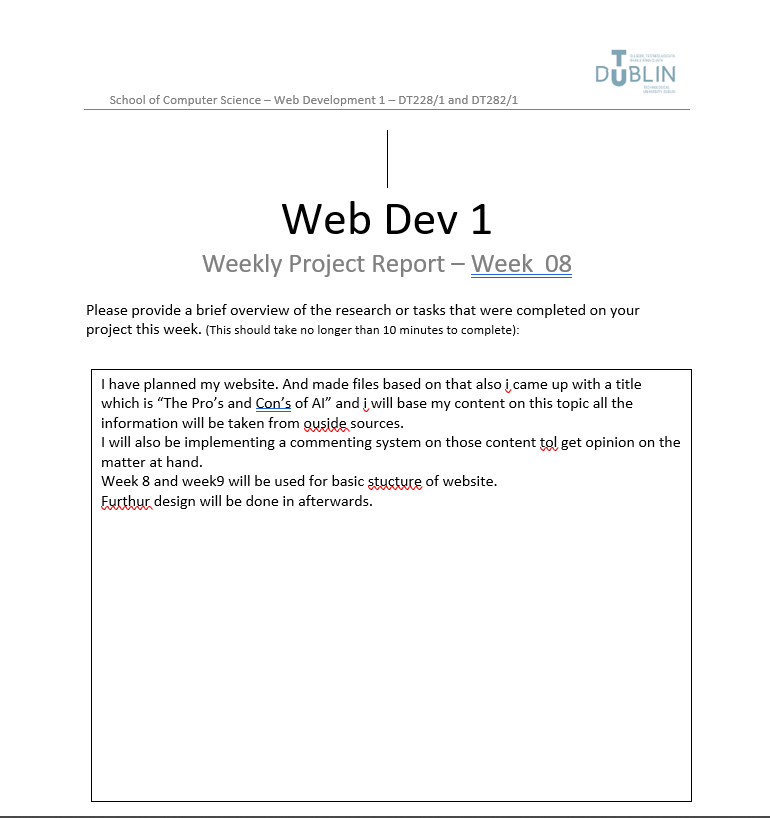 DUBLIN
School of Computer Science – Web Development 1 – DT228/1 and DT282/1
Web Dev 1
Weekly Project Report – Week  08
Please provide a brief overview of the research or tasks that were completed on your
project this week. (This should take no longer than 10 minutes to complete):
I have planned my website. And made files based on that also i came up with a title
which is “The Pro’s and Con’s of AI” and i will base my content on this topic all the
information will be taken from ouside sources.
I will also be implementing a commenting system on those content tol get opinion on the
matter at hand.
Week 8 and week9 will be used for basic stucture of website.
Furthur design will be done in afterwards.